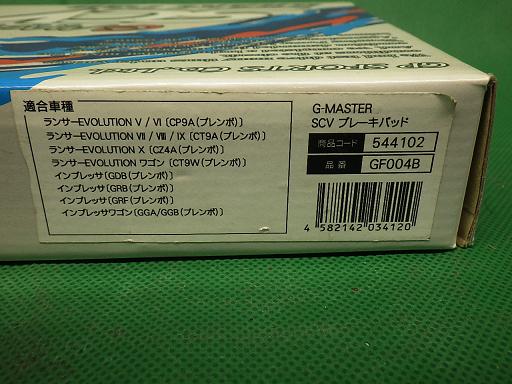 GP SPORTS Co., Ltd.
適合車種
ランサーEVOLUTION Ⅴ / Ⅵ [CP9A(ブレンボ)]
ランサーEVOLUTION Ⅶ / Ⅷ / Ⅸ [CT9A(ブレンボ)]
ランサーEVOLUTION Ⅹ [CZ4A(ブレンボ)]
ランサーEVOLUTION ワゴン [CT9W(ブレンボ)]
インプレッサ[GDB(ブレンボ)]
インプレッサ[GRB(ブレンボ)]
インプレッサ[GRF(ブレンボ)]
インプレッサワゴン[GGA/GGB(ブレンボ)]
G-MASTER
SCV ブレーキパッド
商品コード 544102
品番 GF004B
4 582142 034120